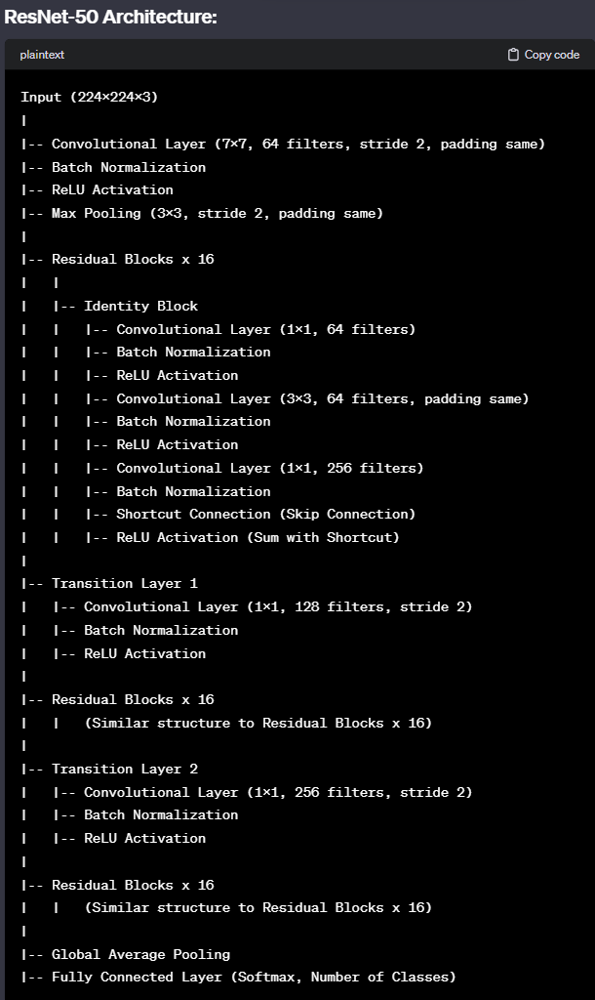 ResNet-50 Architecture:
plaintext
Copy code
Input (224×224×3)
|
|-- Convolutional Layer (7×7, 64 filters, stride 2, padding same)
|-- Batch Normalization
|-- ReLU Activation
|-- Max Pooling (3×3, stride 2, padding same)
|
|-- Residual Blocks x 16
|   |
|   |-- Identity Block
|   |   |-- Convolutional Layer (1×1, 64 filters)
|   |   |-- Batch Normalization
|   |   |-- ReLU Activation
|   |   |-- Convolutional Layer (3×3, 64 filters, padding same)
|   |   |-- Batch Normalization
|   |   |-- ReLU Activation
|   |   |-- Convolutional Layer (1×1, 256 filters)
|   |   |-- Batch Normalization
|   |   |-- Shortcut Connection (Skip Connection)
|   |   |-- ReLU Activation (Sum with Shortcut)
|
|-- Transition Layer 1
|   |-- Convolutional Layer (1×1, 128 filters, stride 2)
|   |-- Batch Normalization
|   |-- ReLU Activation
|
|-- Residual Blocks x 16
|   |   (Similar structure to Residual Blocks x 16)
|
|-- Transition Layer 2
|   |-- Convolutional Layer (1×1, 256 filters, stride 2)
|   |-- Batch Normalization
|   |-- ReLU Activation
|
|-- Residual Blocks x 16
|   |   (Similar structure to Residual Blocks x 16)
|
|-- Global Average Pooling
|-- Fully Connected Layer (Softmax, Number of Classes)